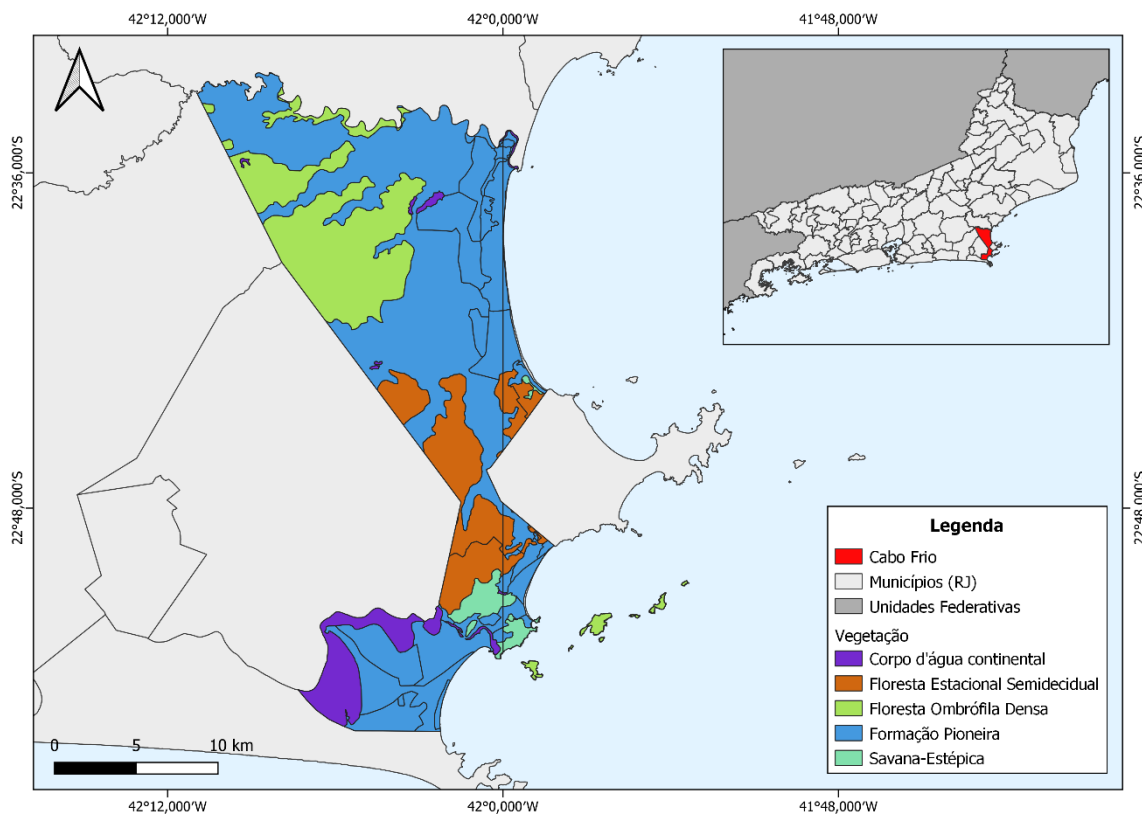 42°12,000'W 42°0,000'W 41°48,000'W
22°36,000'S 22°36,000'S
22°48,000'S 22°48,000'S
Legenda
Cabo Frio
Municípios (RJ)
Unidades Federativas
Vegetação
Corpo d'água continental
Floresta Estacional Semidecidual
Floresta Ombrófila Densa
Formação Pioneira
Savana-Estépica
0 5 10 km
42°12,000'W 42°0,000'W 41°48,000'W